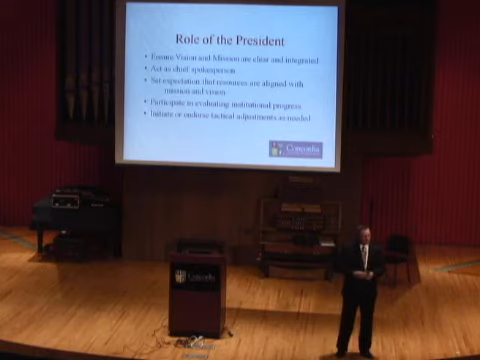 Role of the President
• Ensure Vision and Mission are clear and integrated
• Act as chief spokesperson
• Set expectation that resources are aligned with
mission and vision
• Participate in evaluating institutional progress
• Initiate or endorse tactical adjustments as needed
Concordia
Concordia